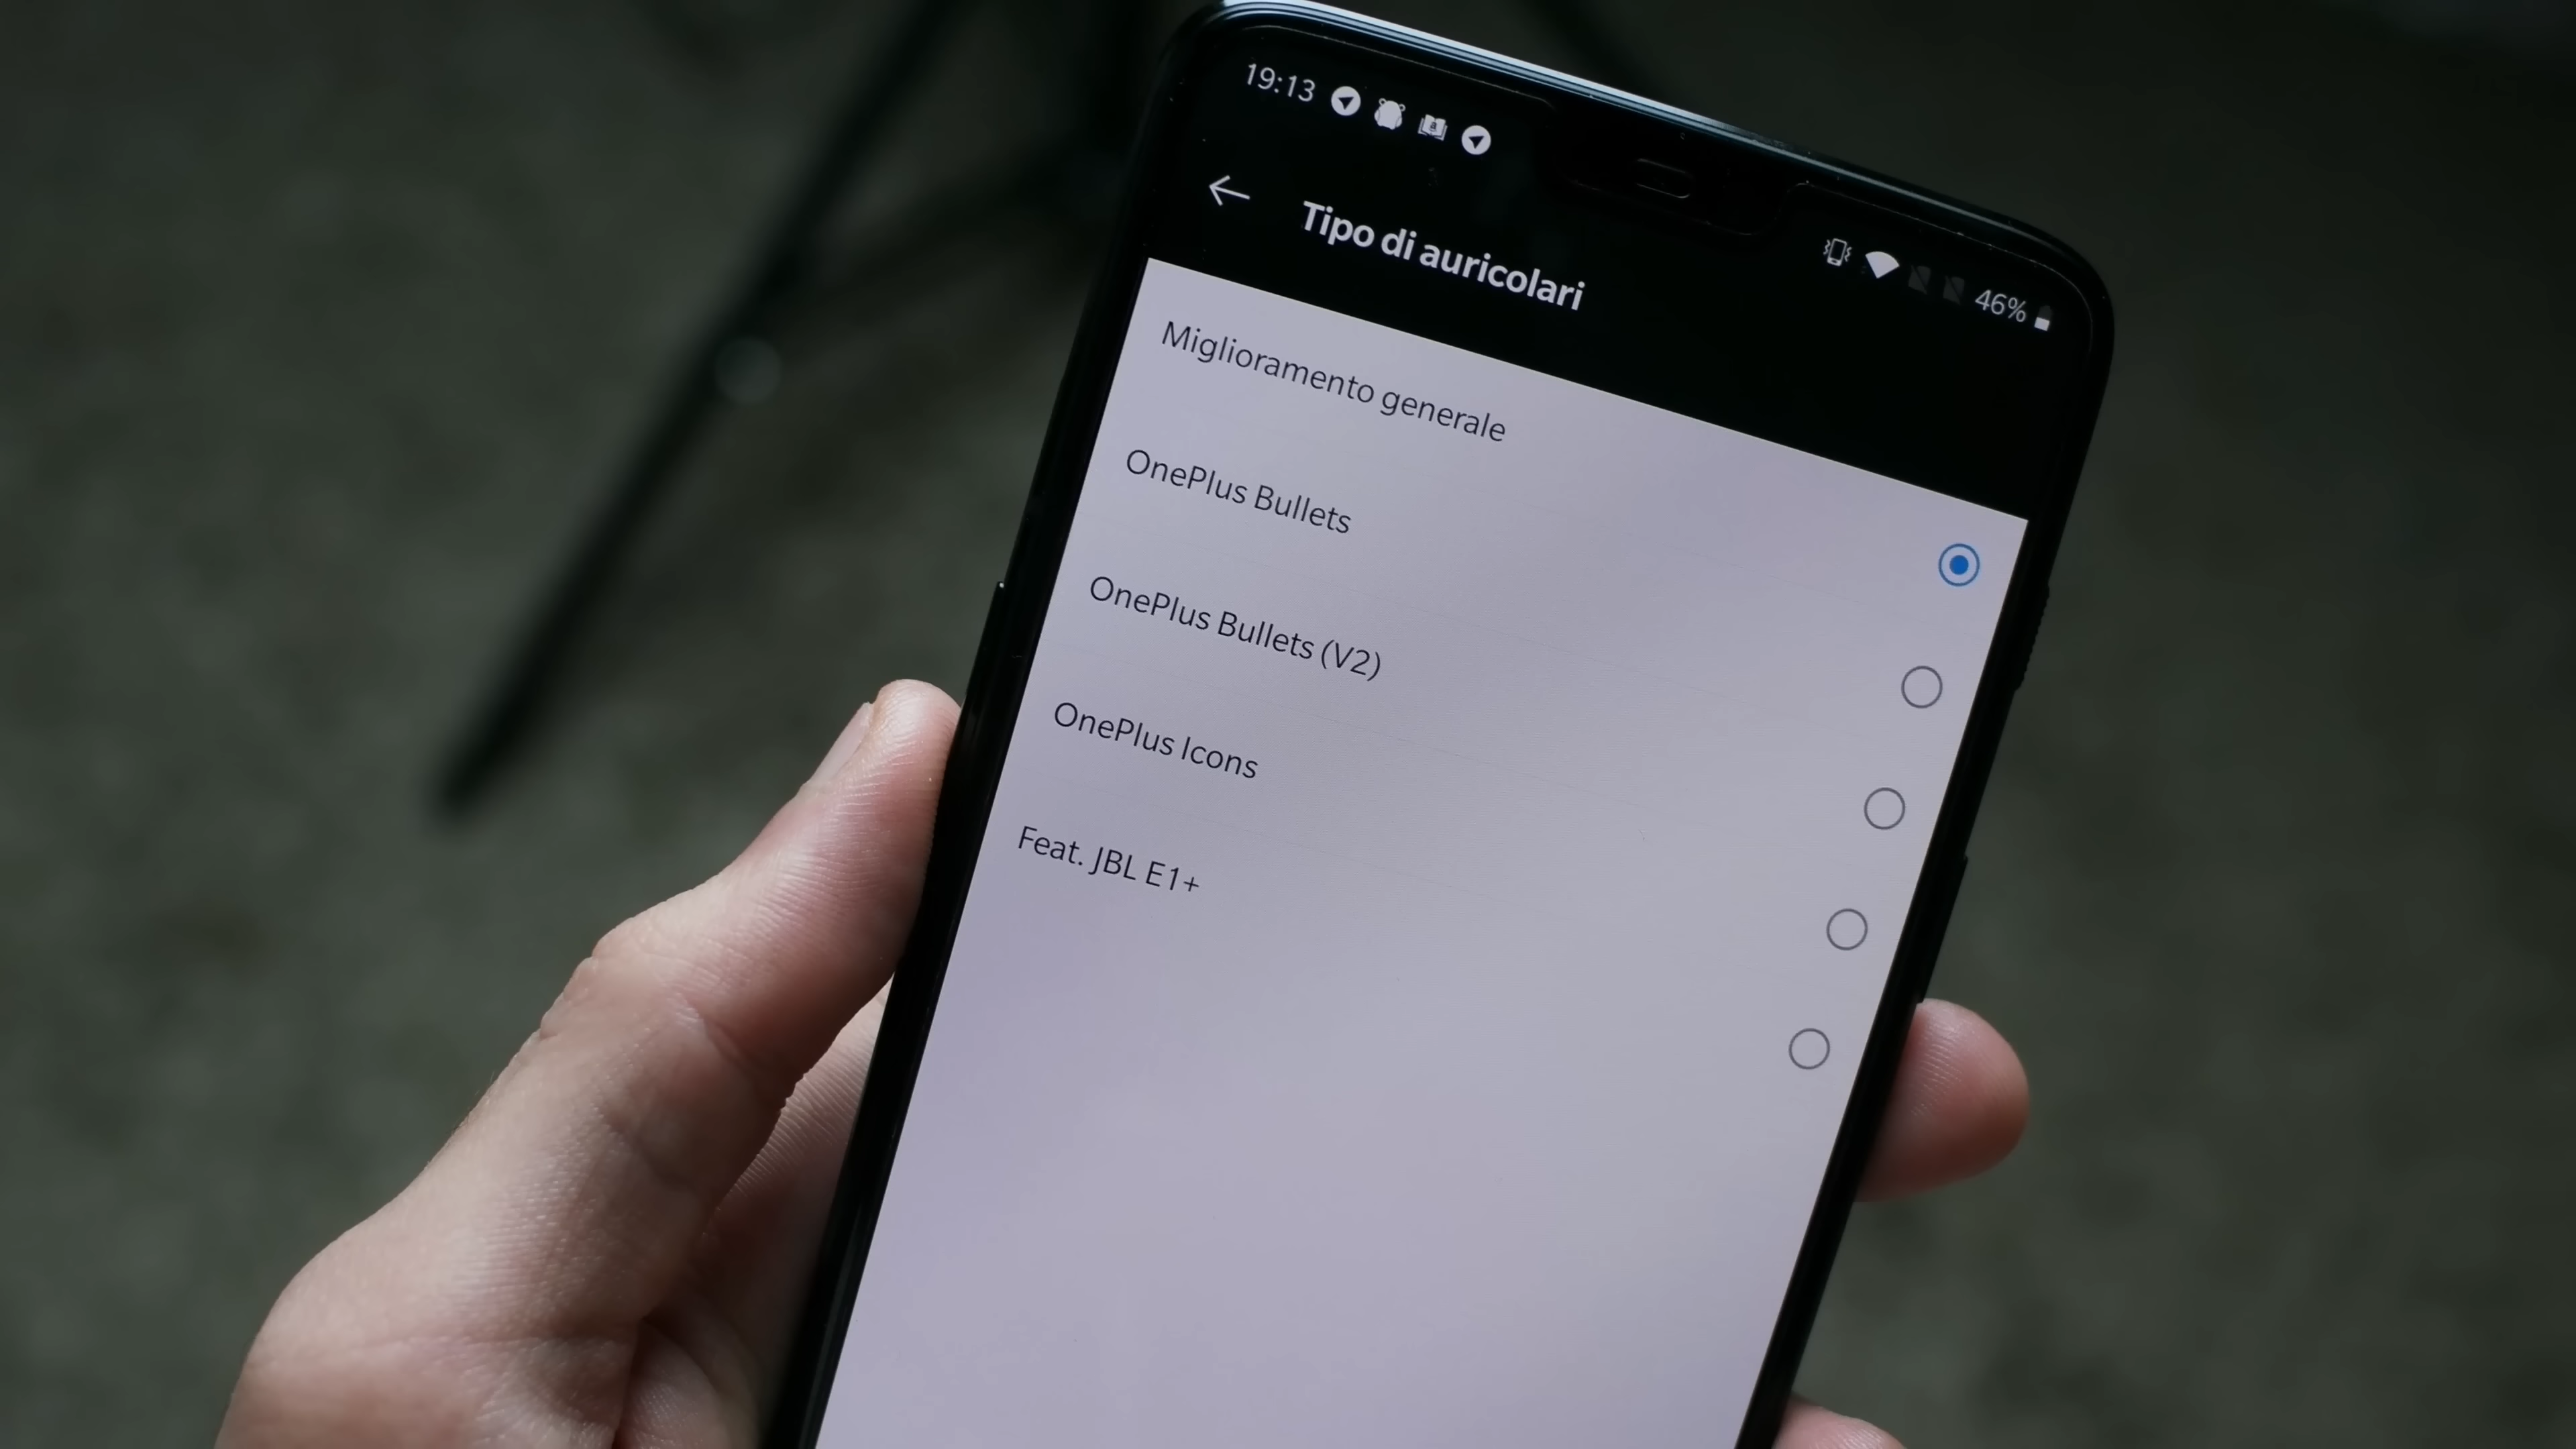 19:13
46%
Tipo di auricolari
Miglioramento generale
OnePlus Bullets
OnePlus Bullets (V2)
OnePlus Icons
Feat. JBL E1+